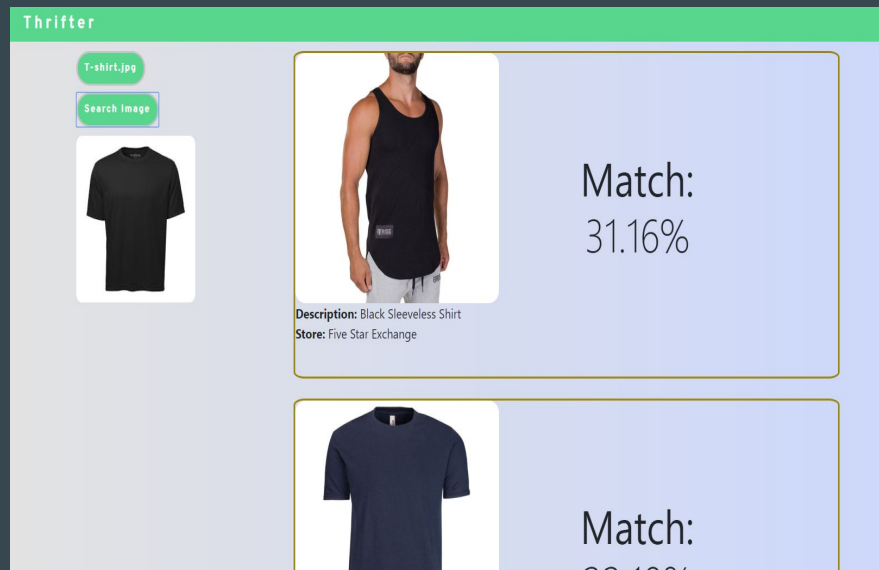 Thrifter
T-shirt.jpg
Search Image
Match:
31.16%
Description: Black Sleeveless Shirt
Store: Five Star Exchange
Match: